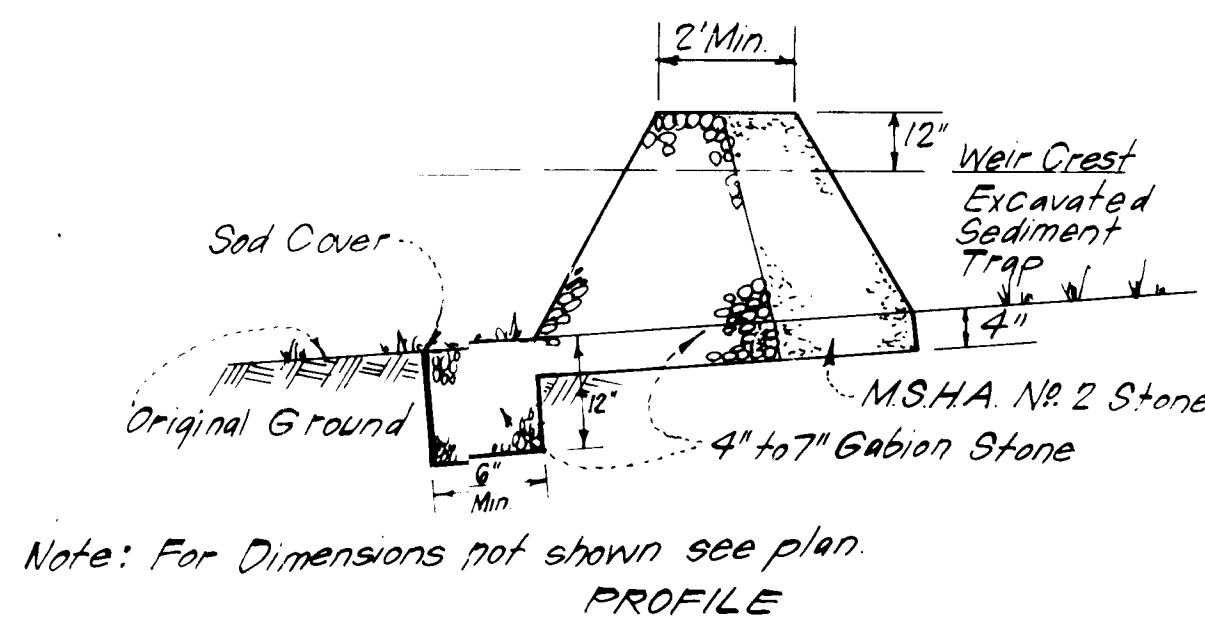 2' Min.
12"
Weir Crest
Excavated
Sediment
Trap
Sod Cover
4"
12"
Original Ground
M.S.H.A. Nº. 2 Stone
4" to 7" Gabion Stone
6"
Min.
Note: For Dimensions not shown see plan.
PROFILE